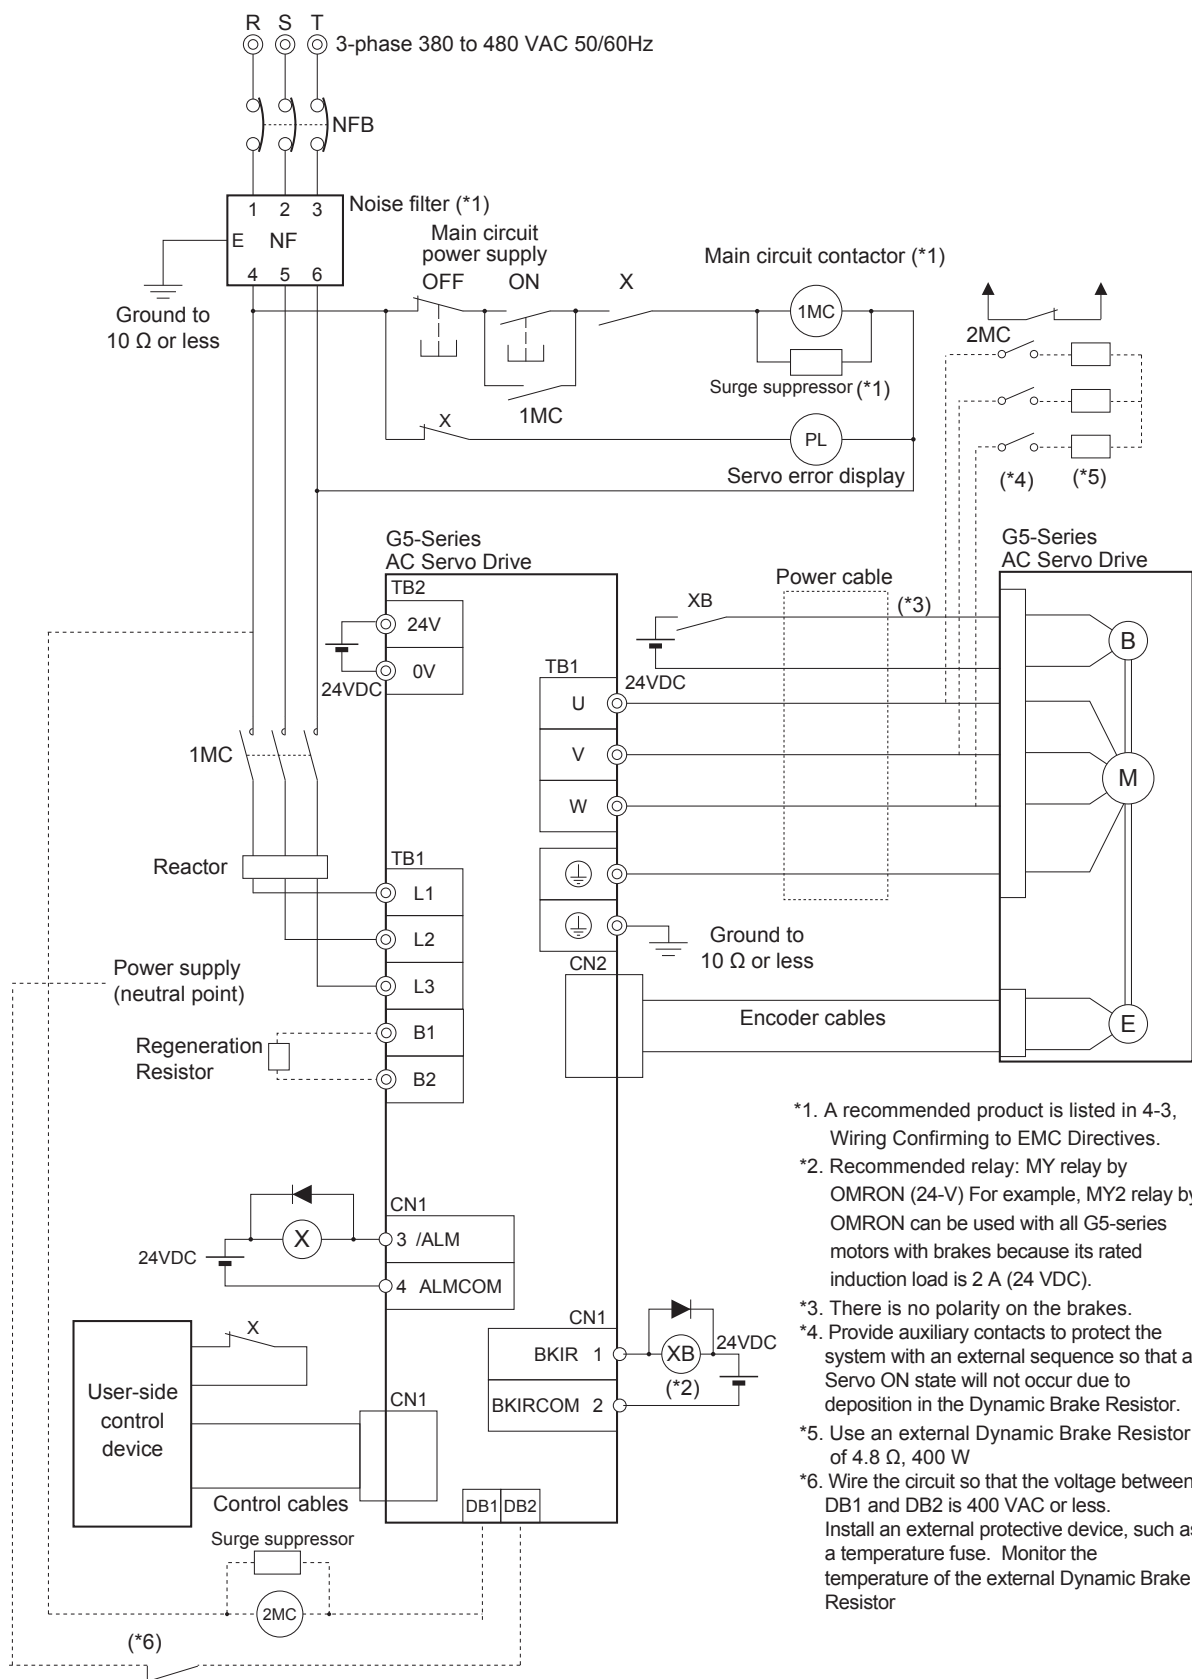 R S T
3-phase 380 to 480 VAC 50/60Hz
NFB
Noise filter (*1)
1 2 3
E NF
4 5 6
Ground to
10 Ω or less
Main circuit
power supply
OFF ON X
Main circuit contactor (*1)
1MC
Surge suppressor (*1)
1MC
X
PL
Servo error display
2MC
(*4) (*5)
G5-Series
AC Servo Drive
TB2
24V
0V
24VDC
1MC
Reactor
TB1
L1
L2
L3
B1
B2
Power supply
(neutral point)
Regeneration
Resistor
TB1
U
V
W
Ground to
10 Ω or less
CN2
XB
24VDC
Power cable
(*3)
Encoder cables
G5-Series
AC Servo Drive
B
M
E
CN1
3 /ALM
4 ALMCOM
X
24VDC
X
User-side
control
device
CN1
Control cables
CN1
BKIR 1
BKIRCOM 2
XB
(*2)
24VDC
DB1 DB2
Surge suppressor
2MC
(*6)
*1. A recommended product is listed in 4-3,
Wiring Confirming to EMC Directives.
*2. Recommended relay: MY relay by
OMRON (24-V) For example, MY2 relay by
OMRON can be used with all G5-series
motors with brakes because its rated
induction load is 2 A (24 VDC).
*3. There is no polarity on the brakes.
*4. Provide auxiliary contacts to protect the
system with an external sequence so that a
Servo ON state will not occur due to
deposition in the Dynamic Brake Resistor.
*5. Use an external Dynamic Brake Resistor
of 4.8 Ω, 400 W
*6. Wire the circuit so that the voltage between
DB1 and DB2 is 400 VAC or less.
Install an external protective device, such as
a temperature fuse. Monitor the
temperature of the external Dynamic Brake
Resistor